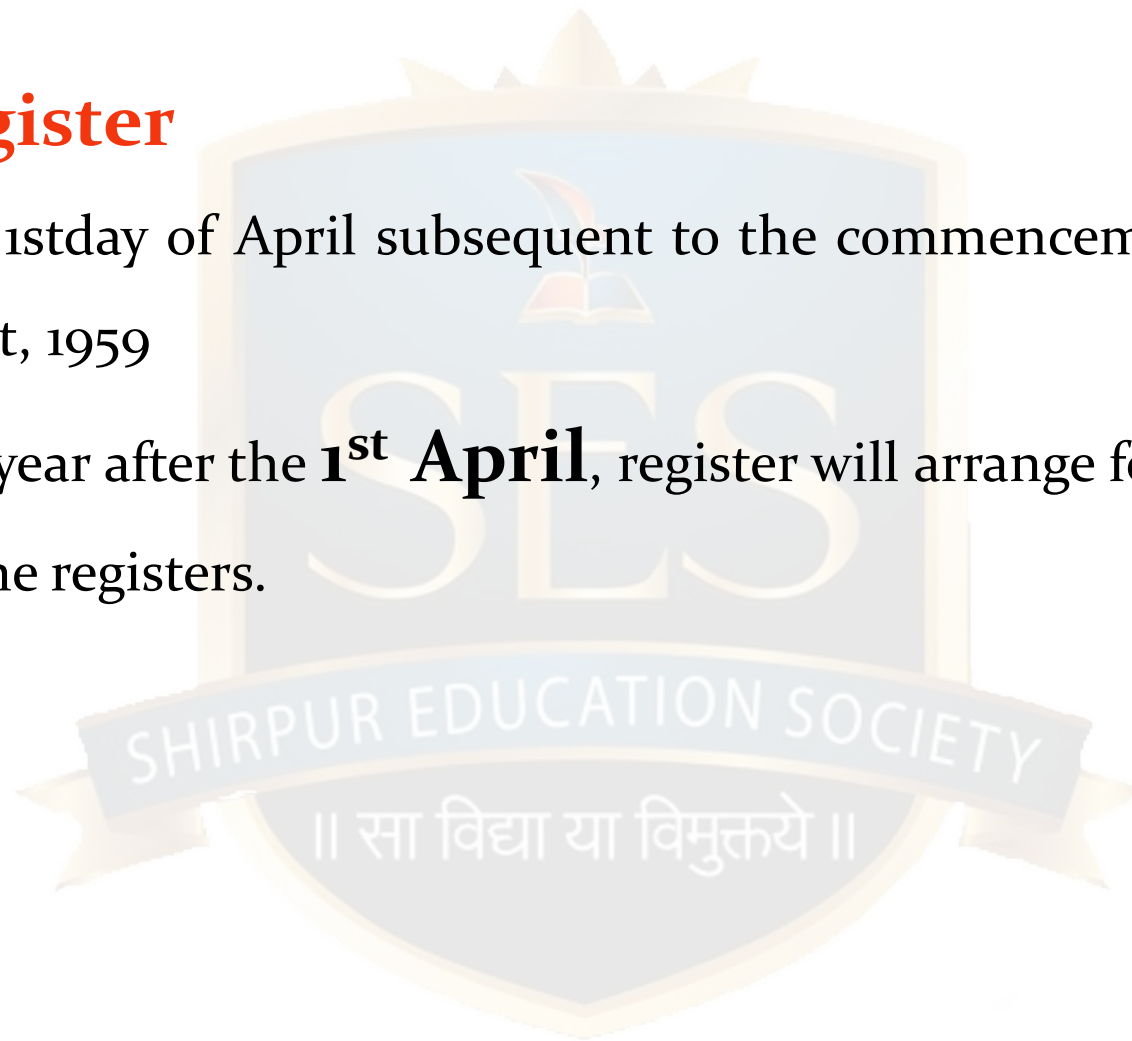 gister
1stday of April subsequent to the commencem
t, 1959
year after the 1st April, register will arrange fo
he registers.
SES
SHIRPUR EDUCATION SOCIETY
॥ सा विद्या या विमुक्तये ॥